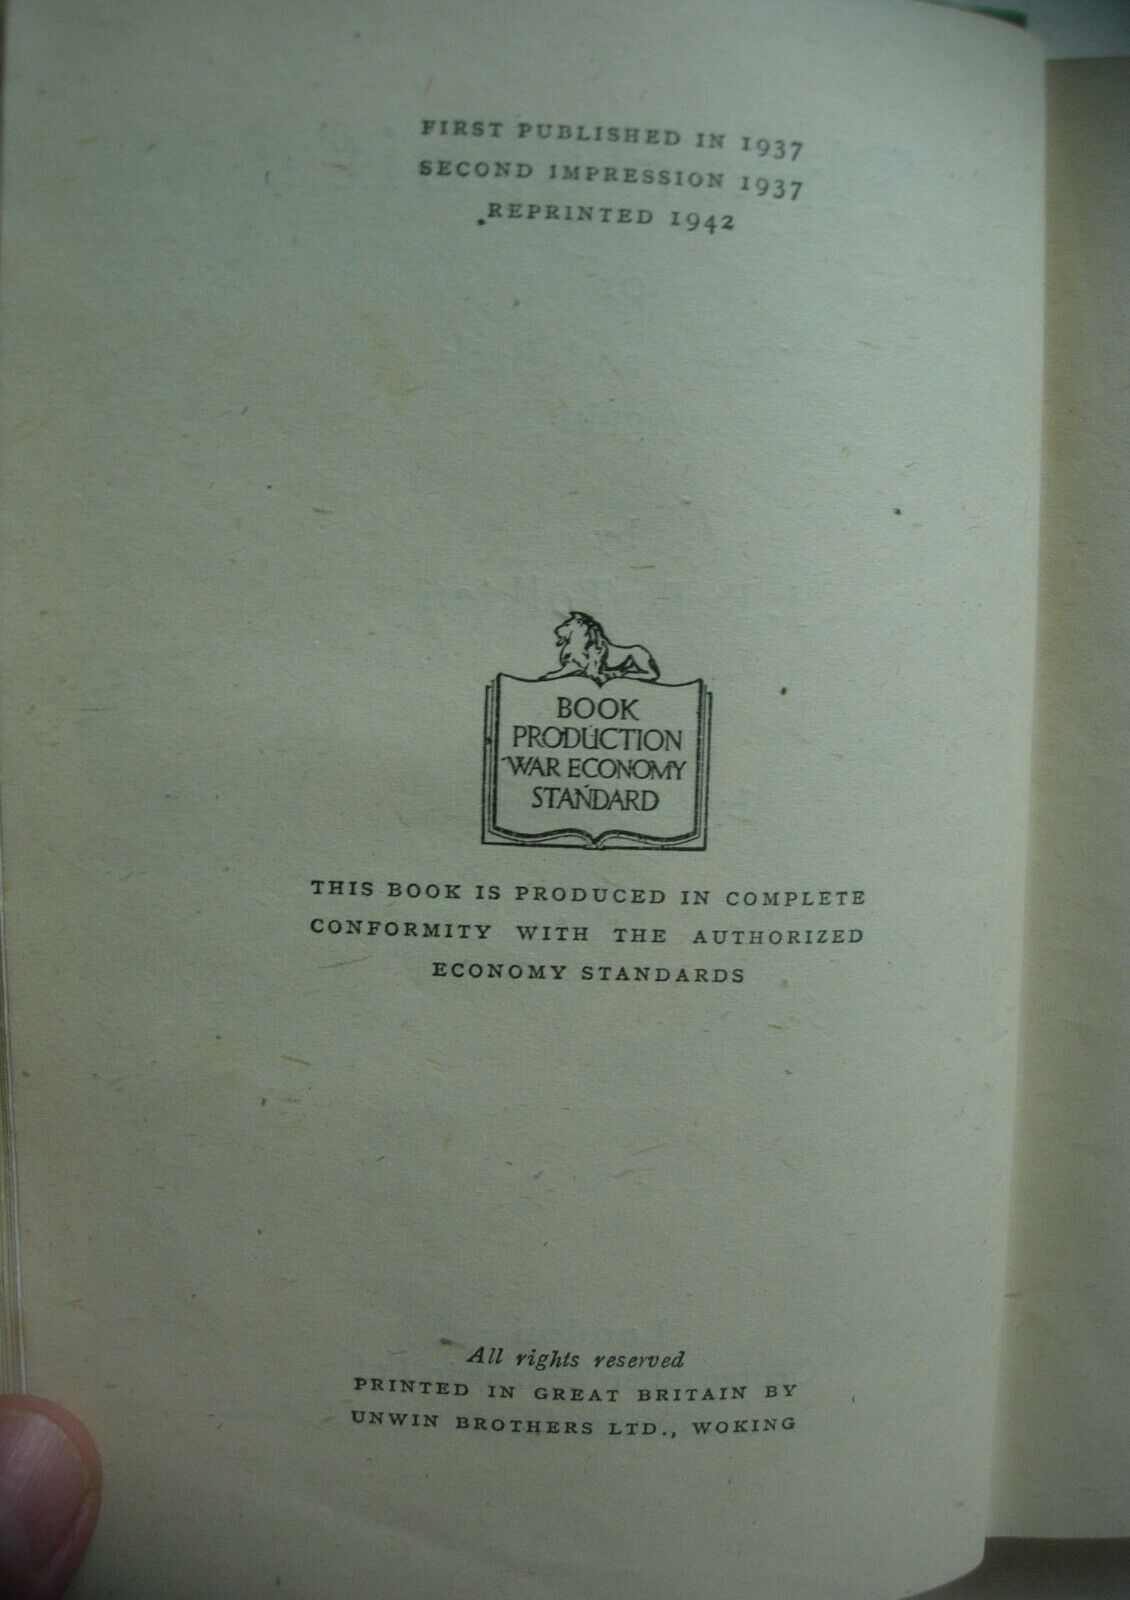 FIRST PUBLISHED IN 1937
SECOND IMPRESSION 1937
REPRINTED 1942
BOOK
PRODUCTION
WAR ECONOMY
STANDARD
THIS BOOK IS PRODUCED IN COMPLETE
CONFORMITY WITH THE AUTHORIZED
ECONOMY STANDARDS
All rights reserved
PRINTED IN GREAT BRITAIN BY
UNWIN BROTHERS LTD., WOKING